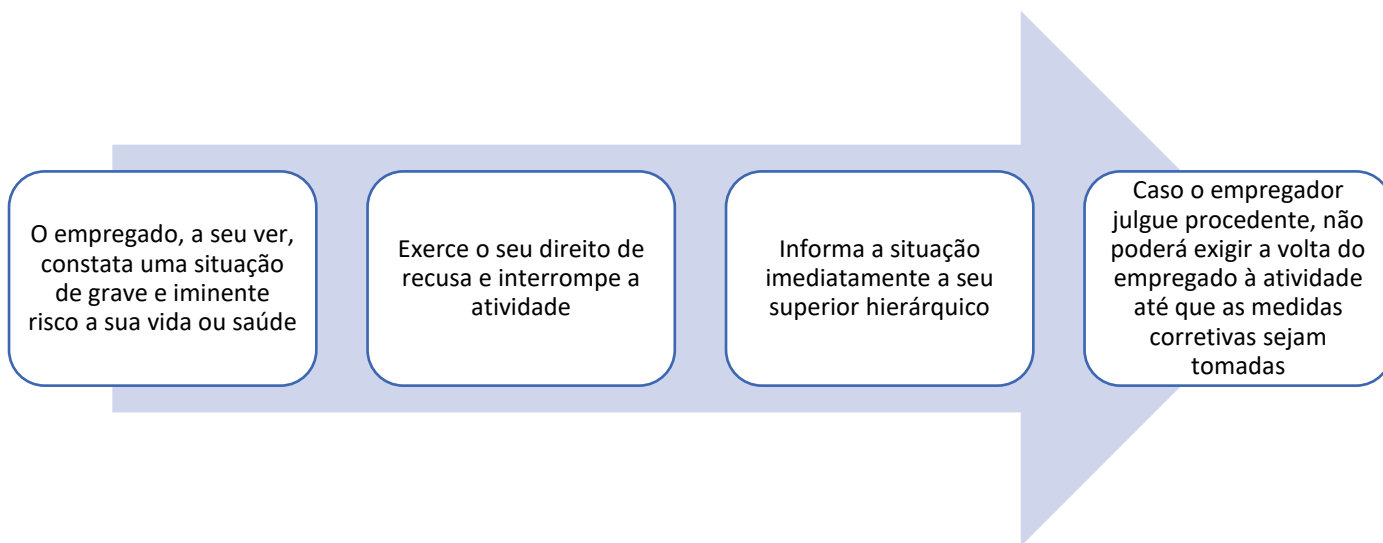 O empregado, a seu ver,
constata uma situação
de grave e iminente
risco a sua vida ou saúde
Exerce o seu direito de
recusa e interrompe a
atividade
Informa a situação
imediatamente a seu
superior hierárquico
Caso o empregador
julgue procedente, não
poderá exigir a volta do
empregado à atividade
até que as medidas
corretivas sejam
tomadas